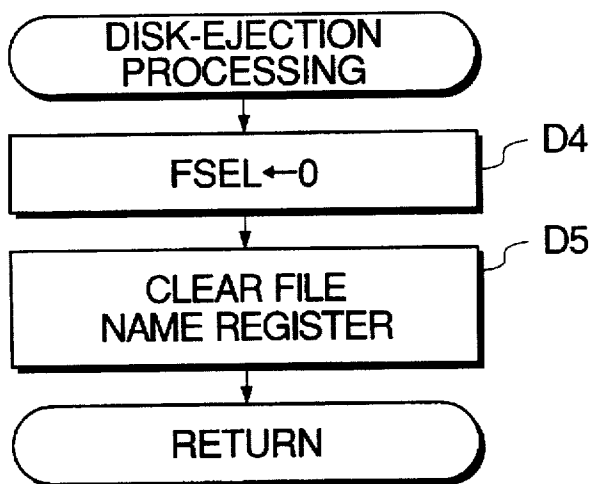 DISK-EJECTION
PROCESSING
FSEL←0
D4
CLEAR FILE
NAME REGISTER
D5
RETURN